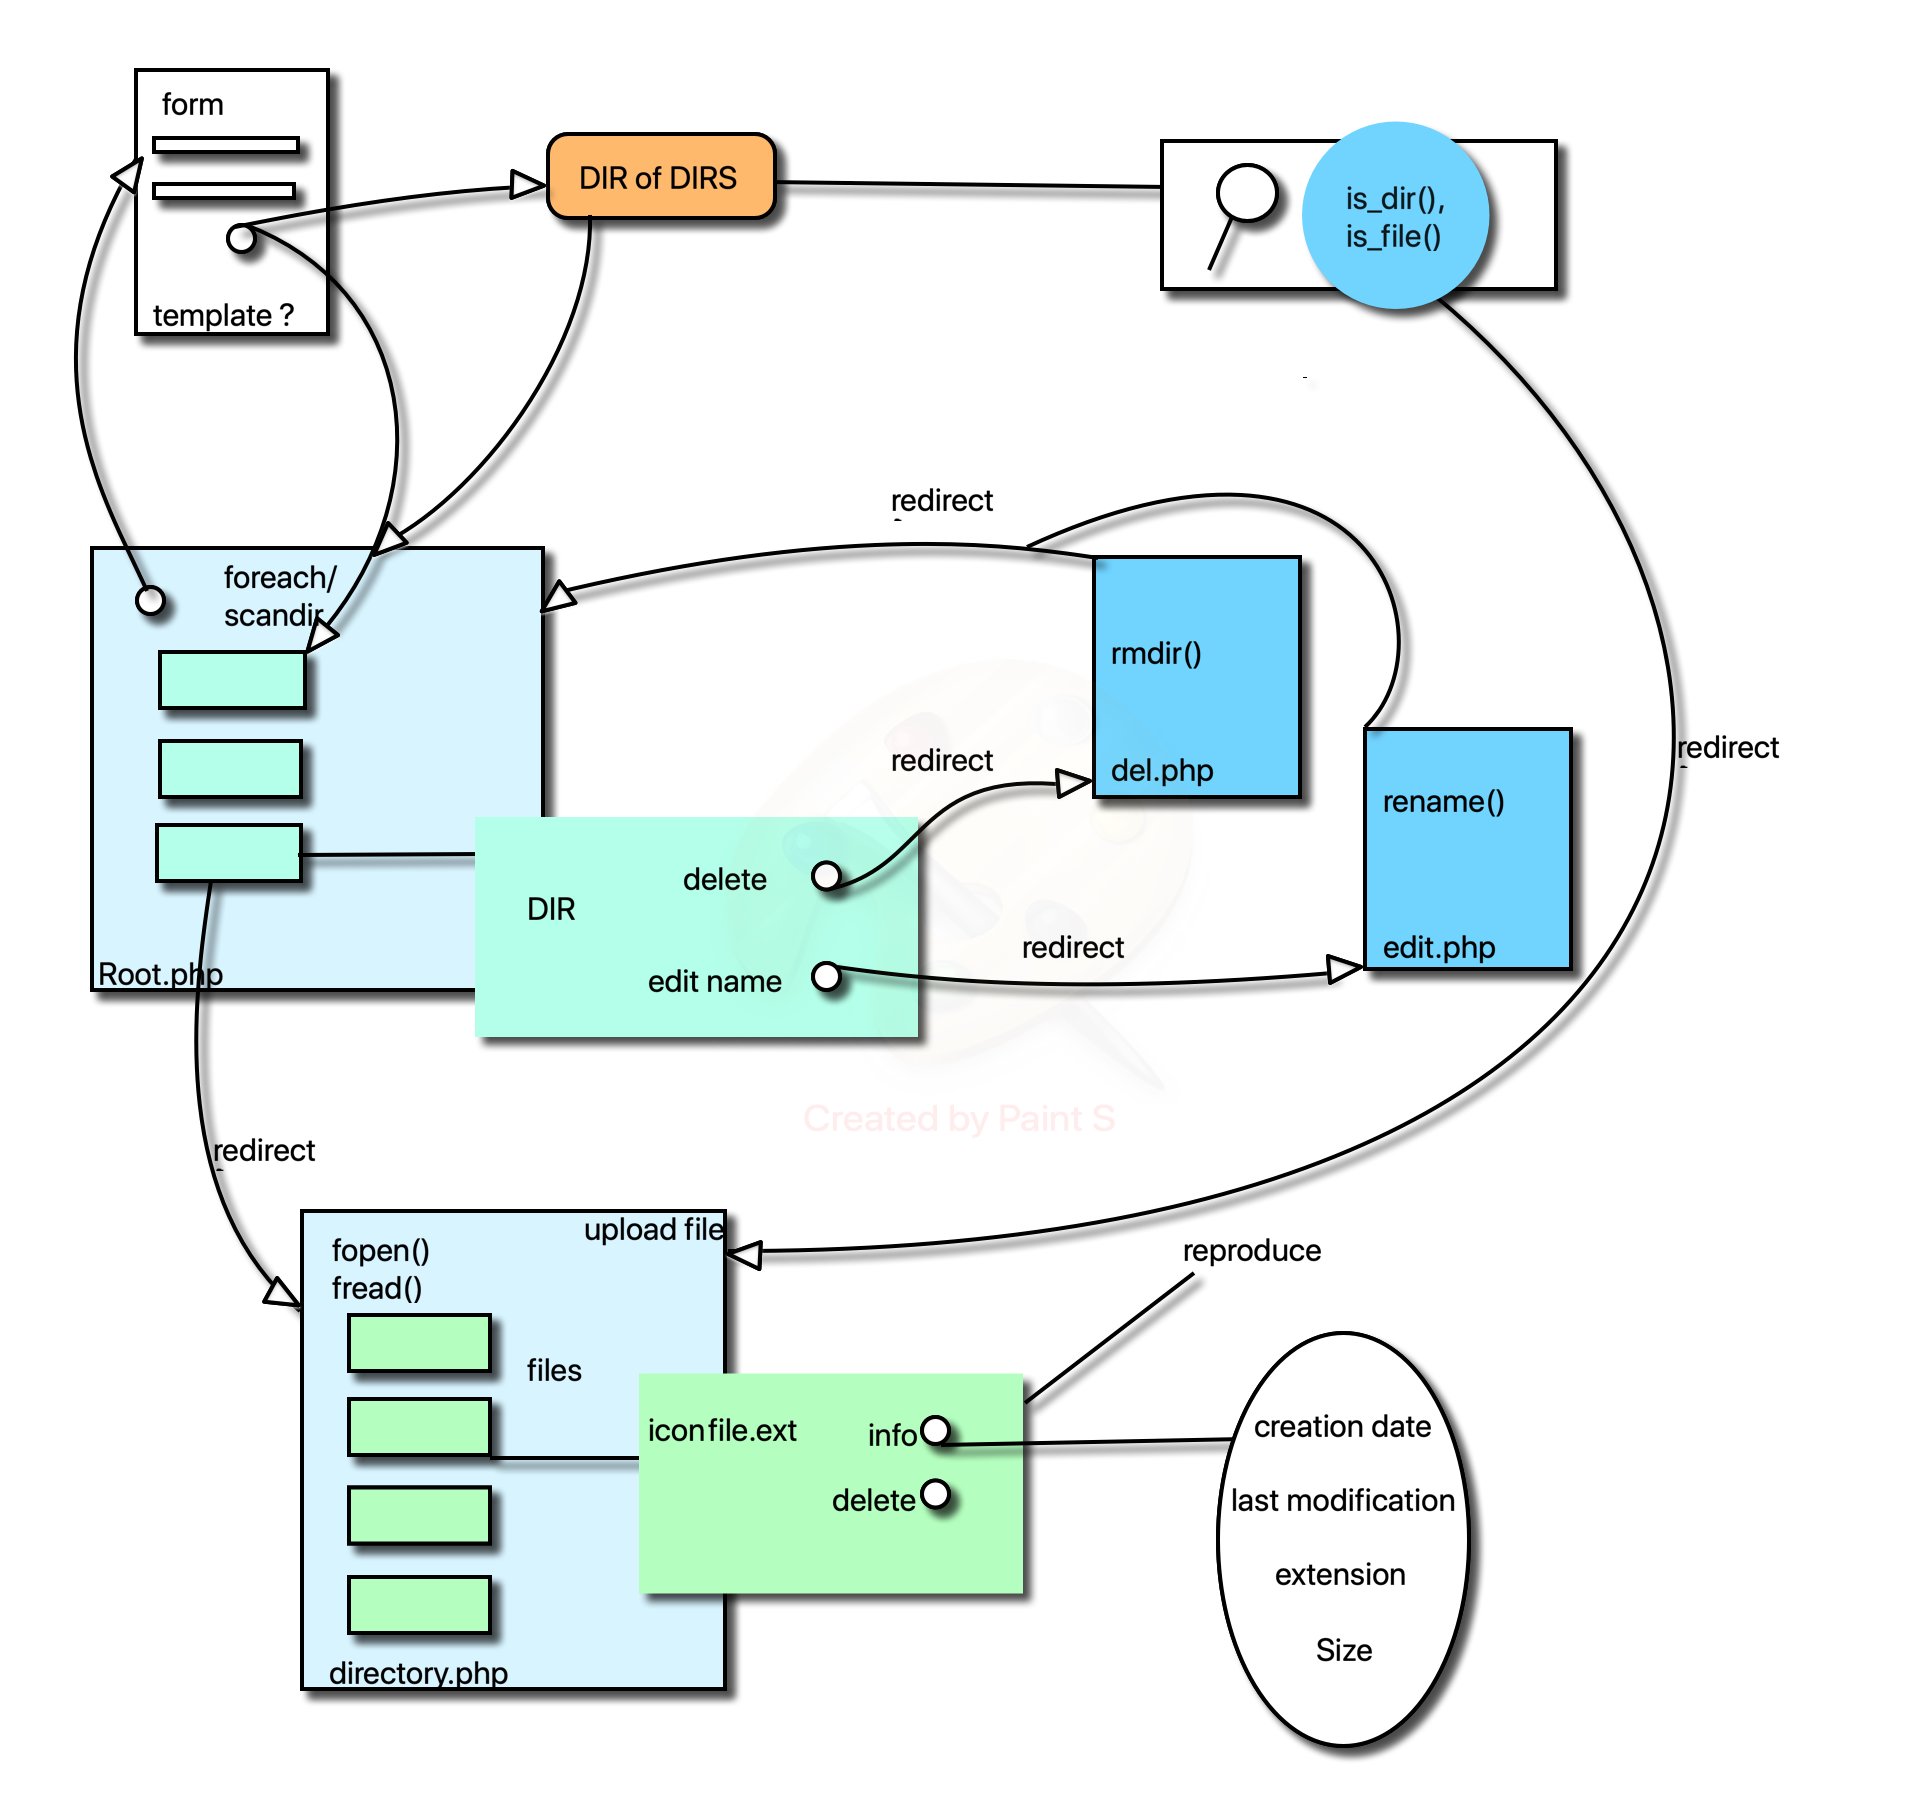 form
template ?
DIR of DIRS
is_dir(),
is_file()
redirect
foreach/
scandir
rmdir()
del.php
redirect
redirect
rename()
edit.php
redirect
DIR
delete
edit name
Root.php
Created by Paint S
redirect
upload file
fopen()
fread()
files
directory.php
reproduce
icon file.ext
info
delete
creation date
last modification
extension
Size